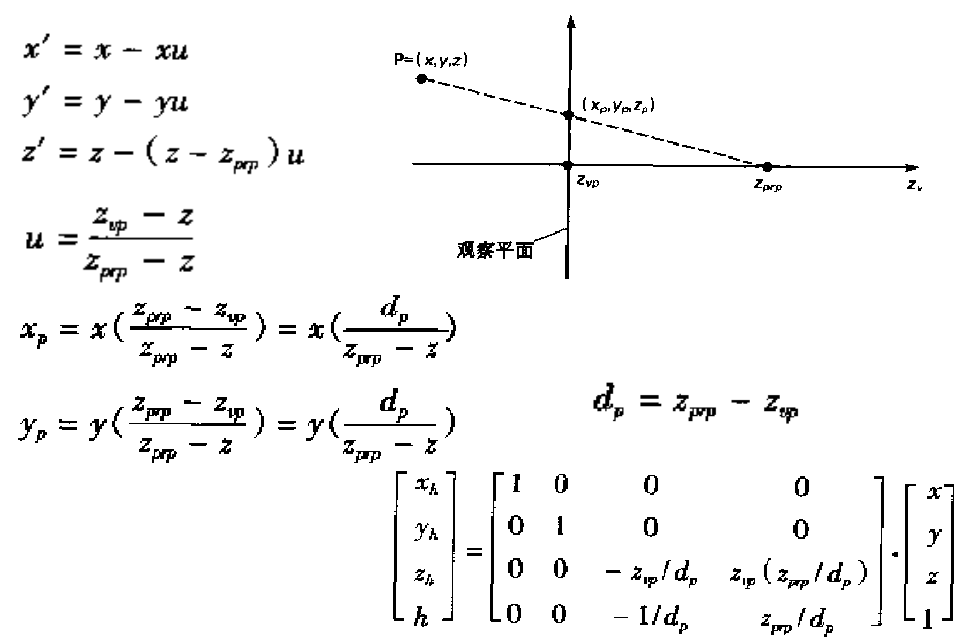 x′ = x − xu
y′ = y − yu
z′ = z − ( z − z_prp ) u
u = (z_vp − z) / (z_prp − z)
P=(x,y,z)
(x_p,y_p,z_p)
z_vp
z_prp
z_v
观察平面
x_p = x( (z_prp − z_vp) / (z_prp − z) ) = x( d_p / (z_prp − z) )
y_p = y( (z_prp − z_vp) / (z_prp − z) ) = y( d_p / (z_prp − z) )
d_p = z_prp − z_vp
[ x_h ] [ 1 0 0 0 ] [ x ]
[ y_h ] [ 0 1 0 0 ] [ y ]
[ z_h ] = [ 0 0 − z_vp / d_p z_vp ( z_prp / d_p ) ] · [ z ]
[ h ] [ 0 0 − 1/d_p z_prp / d_p ] [ 1 ]